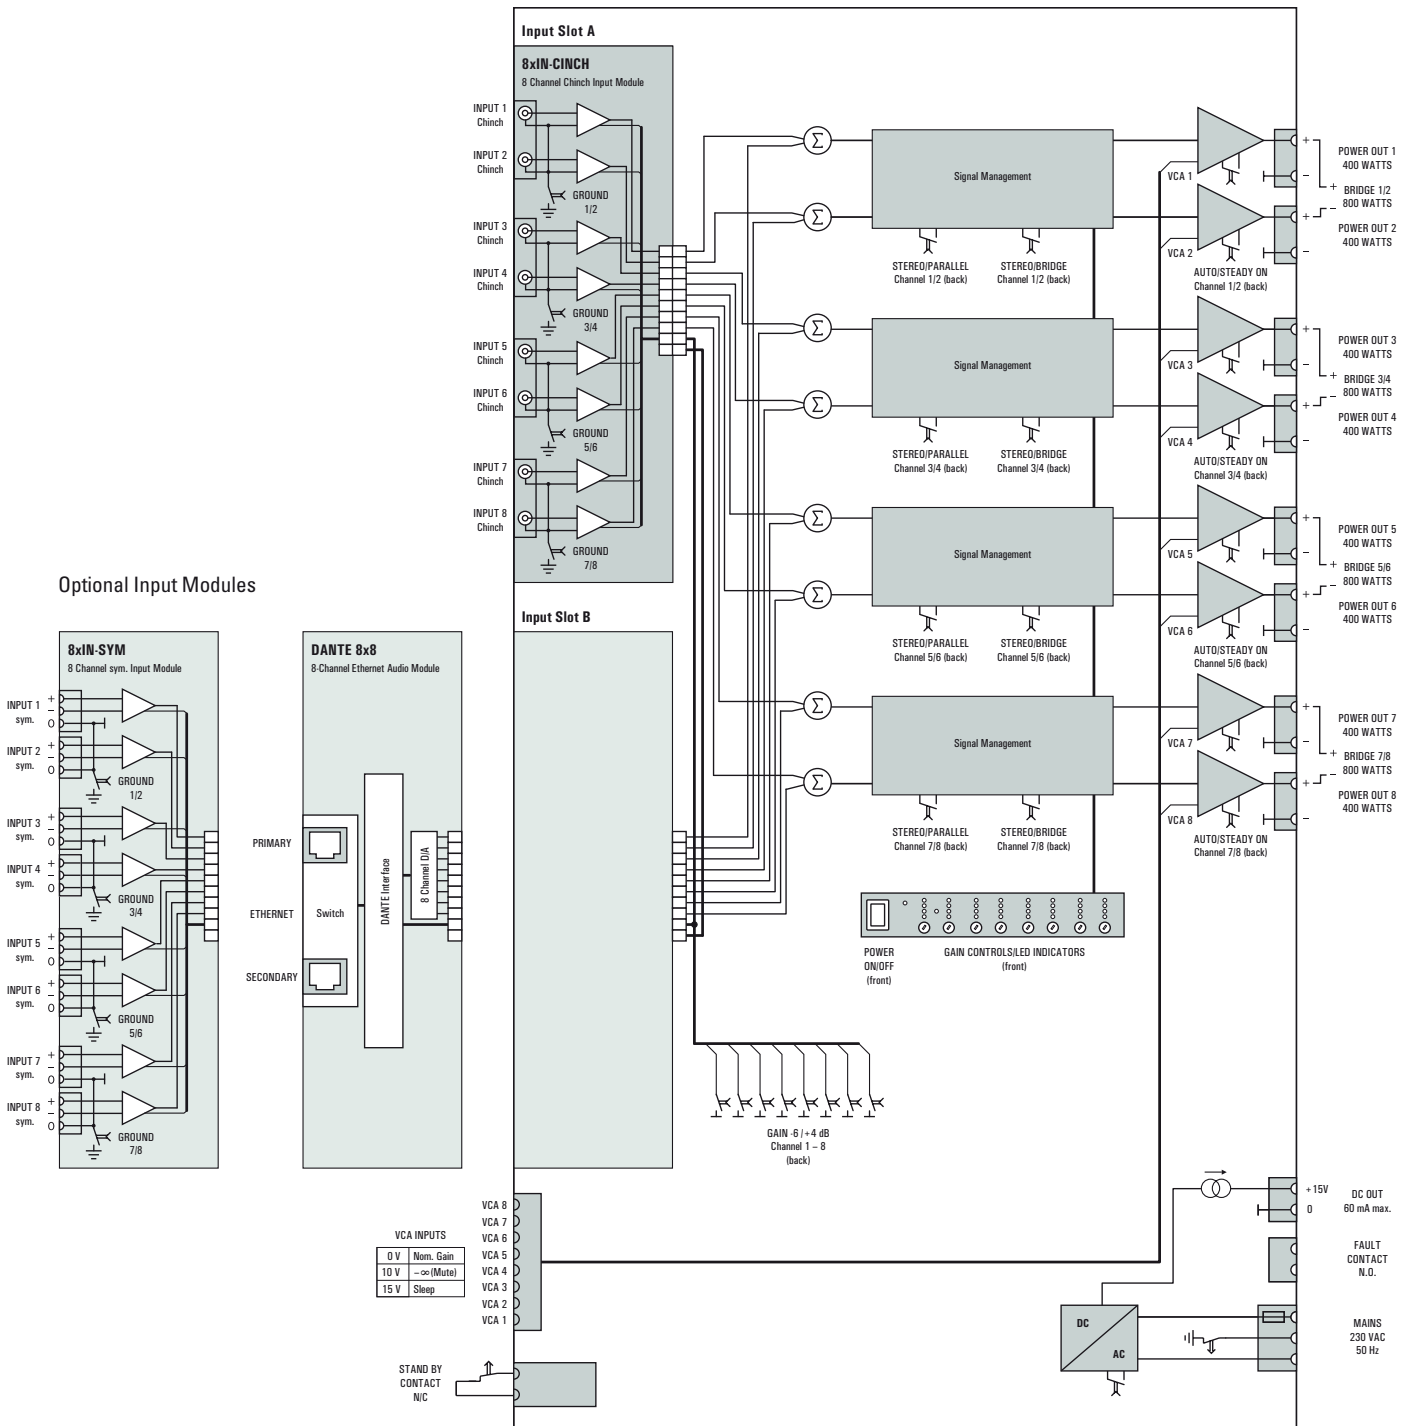 Input Slot A
8xIN-CINCH
8 Channel Chinch Input Module
INPUT 1
Chinch
INPUT 2
Chinch
GROUND
1/2
INPUT 3
Chinch
INPUT 4
Chinch
GROUND
3/4
INPUT 5
Chinch
INPUT 6
Chinch
GROUND
5/6
INPUT 7
Chinch
INPUT 8
Chinch
GROUND
7/8
Σ
Σ
Σ
Σ
Σ
Σ
Σ
Σ
Signal Management
STEREO/PARALLEL
Channel 1/2 (back)
STEREO/BRIDGE
Channel 1/2 (back)
Signal Management
STEREO/PARALLEL
Channel 3/4 (back)
STEREO/BRIDGE
Channel 3/4 (back)
Signal Management
STEREO/PARALLEL
Channel 5/6 (back)
STEREO/BRIDGE
Channel 5/6 (back)
Signal Management
STEREO/PARALLEL
Channel 7/8 (back)
STEREO/BRIDGE
Channel 7/8 (back)
VCA 1
VCA 2
AUTO/STEADY ON
Channel 1/2 (back)
VCA 3
VCA 4
AUTO/STEADY ON
Channel 3/4 (back)
VCA 5
VCA 6
AUTO/STEADY ON
Channel 5/6 (back)
VCA 7
VCA 8
AUTO/STEADY ON
Channel 7/8 (back)
+
−
+
−
POWER OUT 1
400 WATTS
+ BRIDGE 1/2
− 800 WATTS
POWER OUT 2
400 WATTS
+
−
+
−
POWER OUT 3
400 WATTS
+ BRIDGE 3/4
− 800 WATTS
POWER OUT 4
400 WATTS
+
−
+
−
POWER OUT 5
400 WATTS
+ BRIDGE 5/6
− 800 WATTS
POWER OUT 6
400 WATTS
+
−
+
−
POWER OUT 7
400 WATTS
+ BRIDGE 7/8
− 800 WATTS
POWER OUT 8
400 WATTS
Optional Input Modules
8xIN-SYM
8 Channel sym. Input Module
INPUT 1
sym.
+
−
0
INPUT 2
sym.
+
−
0
GROUND
1/2
INPUT 3
sym.
+
−
0
INPUT 4
sym.
+
−
0
GROUND
3/4
INPUT 5
sym.
+
−
0
INPUT 6
sym.
+
−
0
GROUND
5/6
INPUT 7
sym.
+
−
0
INPUT 8
sym.
+
−
0
GROUND
7/8
DANTE 8x8
8-Channel Ethernet Audio Module
PRIMARY
ETHERNET
SECONDARY
Switch
DANTE Interface
8 Channel D/A
Input Slot B
POWER
ON/OFF
(front)
GAIN CONTROLS/LED INDICATORS
(front)
GAIN -6 / +4 dB
Channel 1 – 8
(back)
VCA INPUTS
0 V Nom. Gain
10 V −∞ (Mute)
15 V Sleep
VCA 8
VCA 7
VCA 6
VCA 5
VCA 4
VCA 3
VCA 2
VCA 1
STAND BY
CONTACT
N/C
+15V
0
DC OUT
60 mA max.
FAULT
CONTACT
N.O.
DC
AC
MAINS
230 VAC
50 Hz